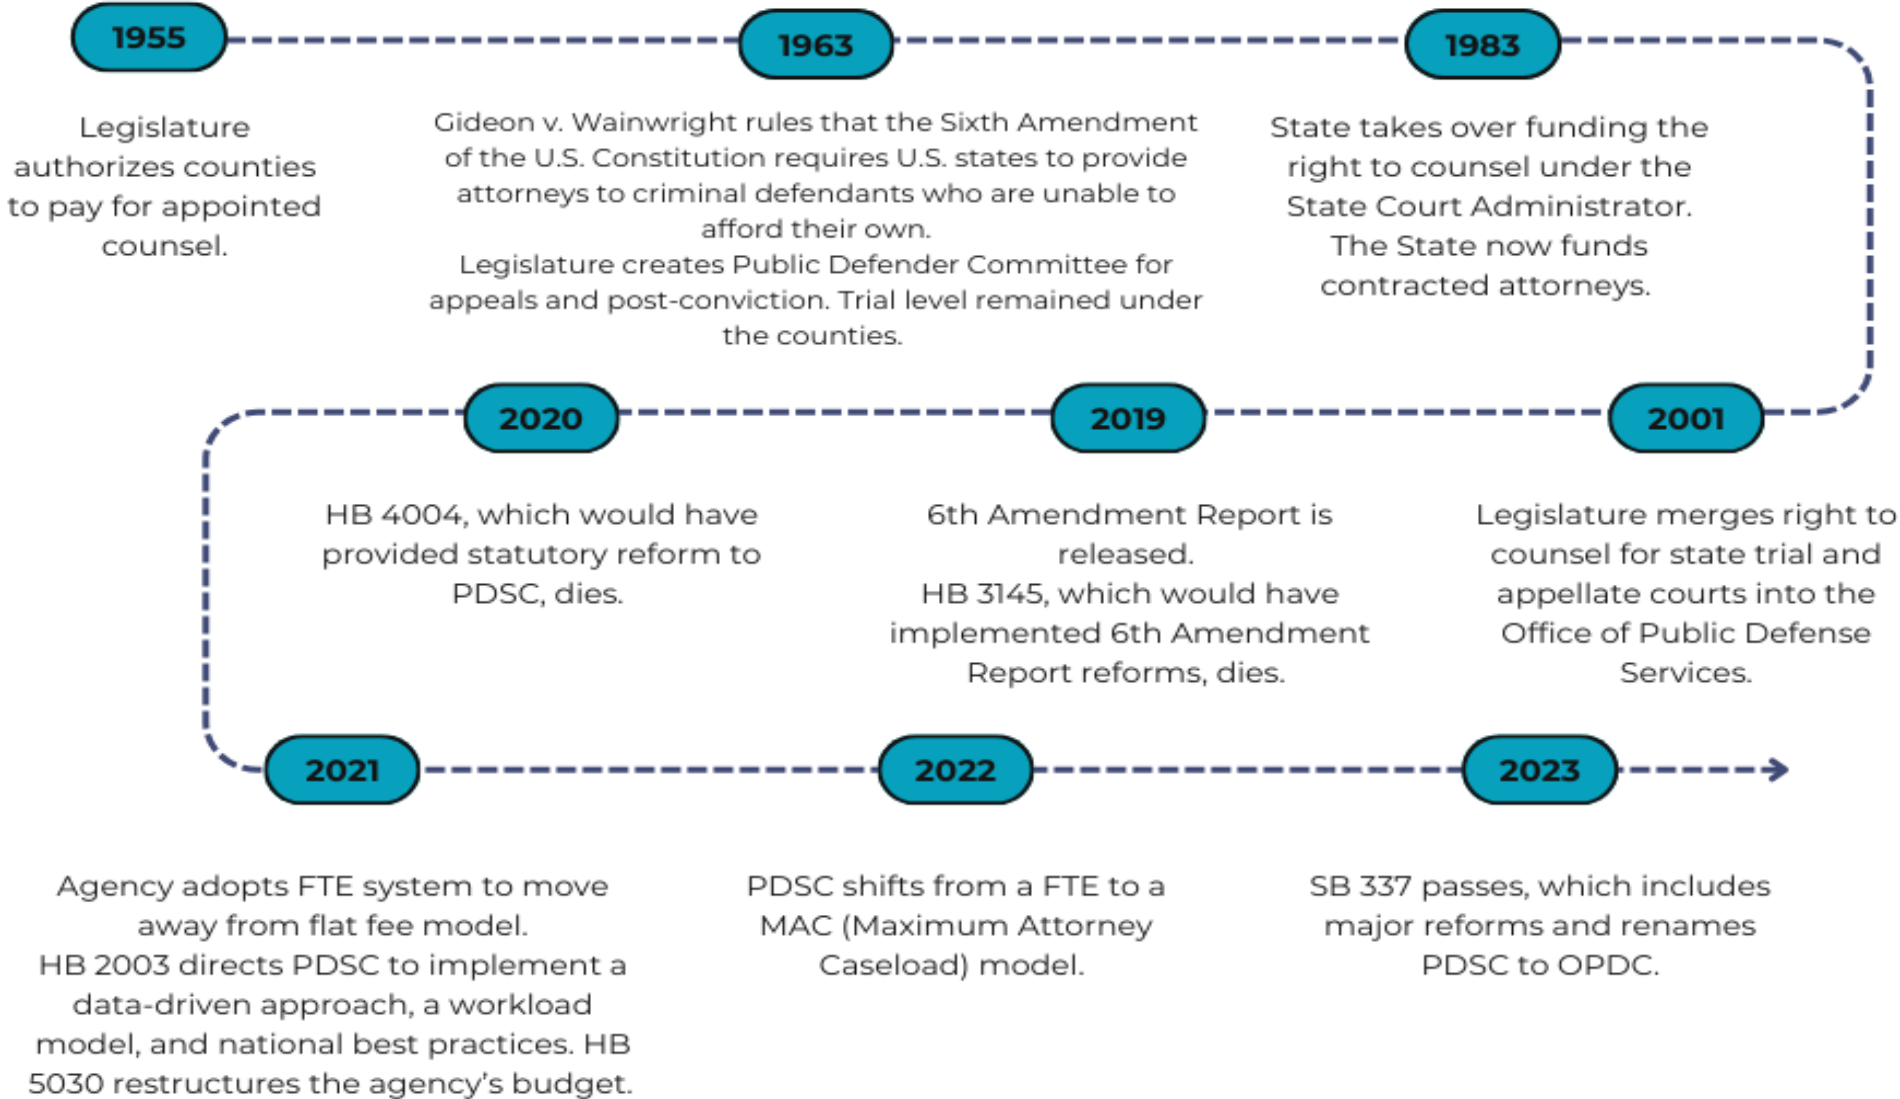 1955
Legislature
authorizes counties
to pay for appointed
counsel.
1963
Gideon v. Wainwright rules that the Sixth Amendment
of the U.S. Constitution requires U.S. states to provide
attorneys to criminal defendants who are unable to
afford their own.
Legislature creates Public Defender Committee for
appeals and post-conviction. Trial level remained under
the counties.
1983
State takes over funding the
right to counsel under the
State Court Administrator.
The State now funds
contracted attorneys.
2001
Legislature merges right to
counsel for state trial and
appellate courts into the
Office of Public Defense
Services.
2019
6th Amendment Report is
released.
HB 3145, which would have
implemented 6th Amendment
Report reforms, dies.
2020
HB 4004, which would have
provided statutory reform to
PDSC, dies.
2021
Agency adopts FTE system to move
away from flat fee model.
HB 2003 directs PDSC to implement a
data-driven approach, a workload
model, and national best practices. HB
5030 restructures the agency's budget.
2022
PDSC shifts from a FTE to a
MAC (Maximum Attorney
Caseload) model.
2023
SB 337 passes, which includes
major reforms and renames
PDSC to OPDC.